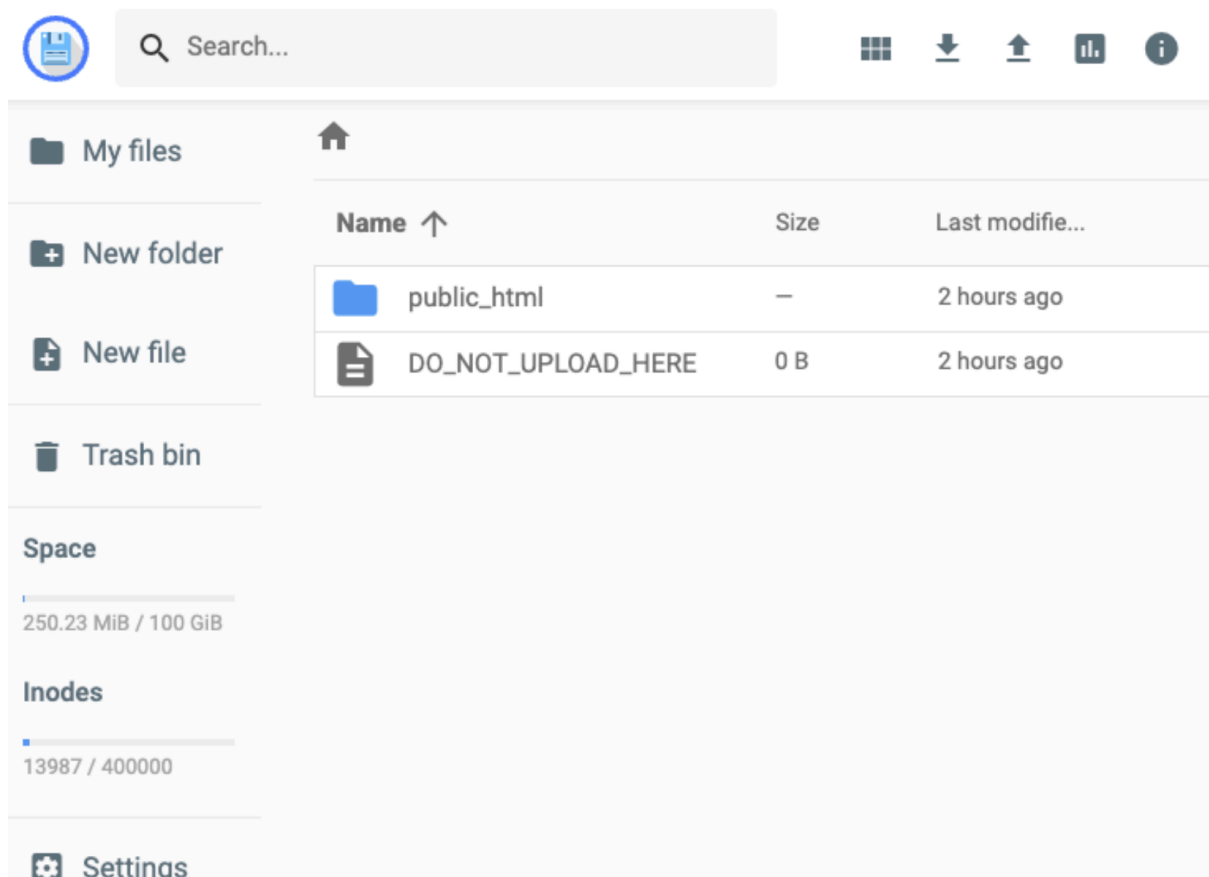 Search...
My files
New folder
New file
Trash bin
Space
250.23 MiB / 100 GiB
Inodes
13987 / 400000
Settings
Name Size Last modifie...
public_html — 2 hours ago
DO_NOT_UPLOAD_HERE 0 B 2 hours ago